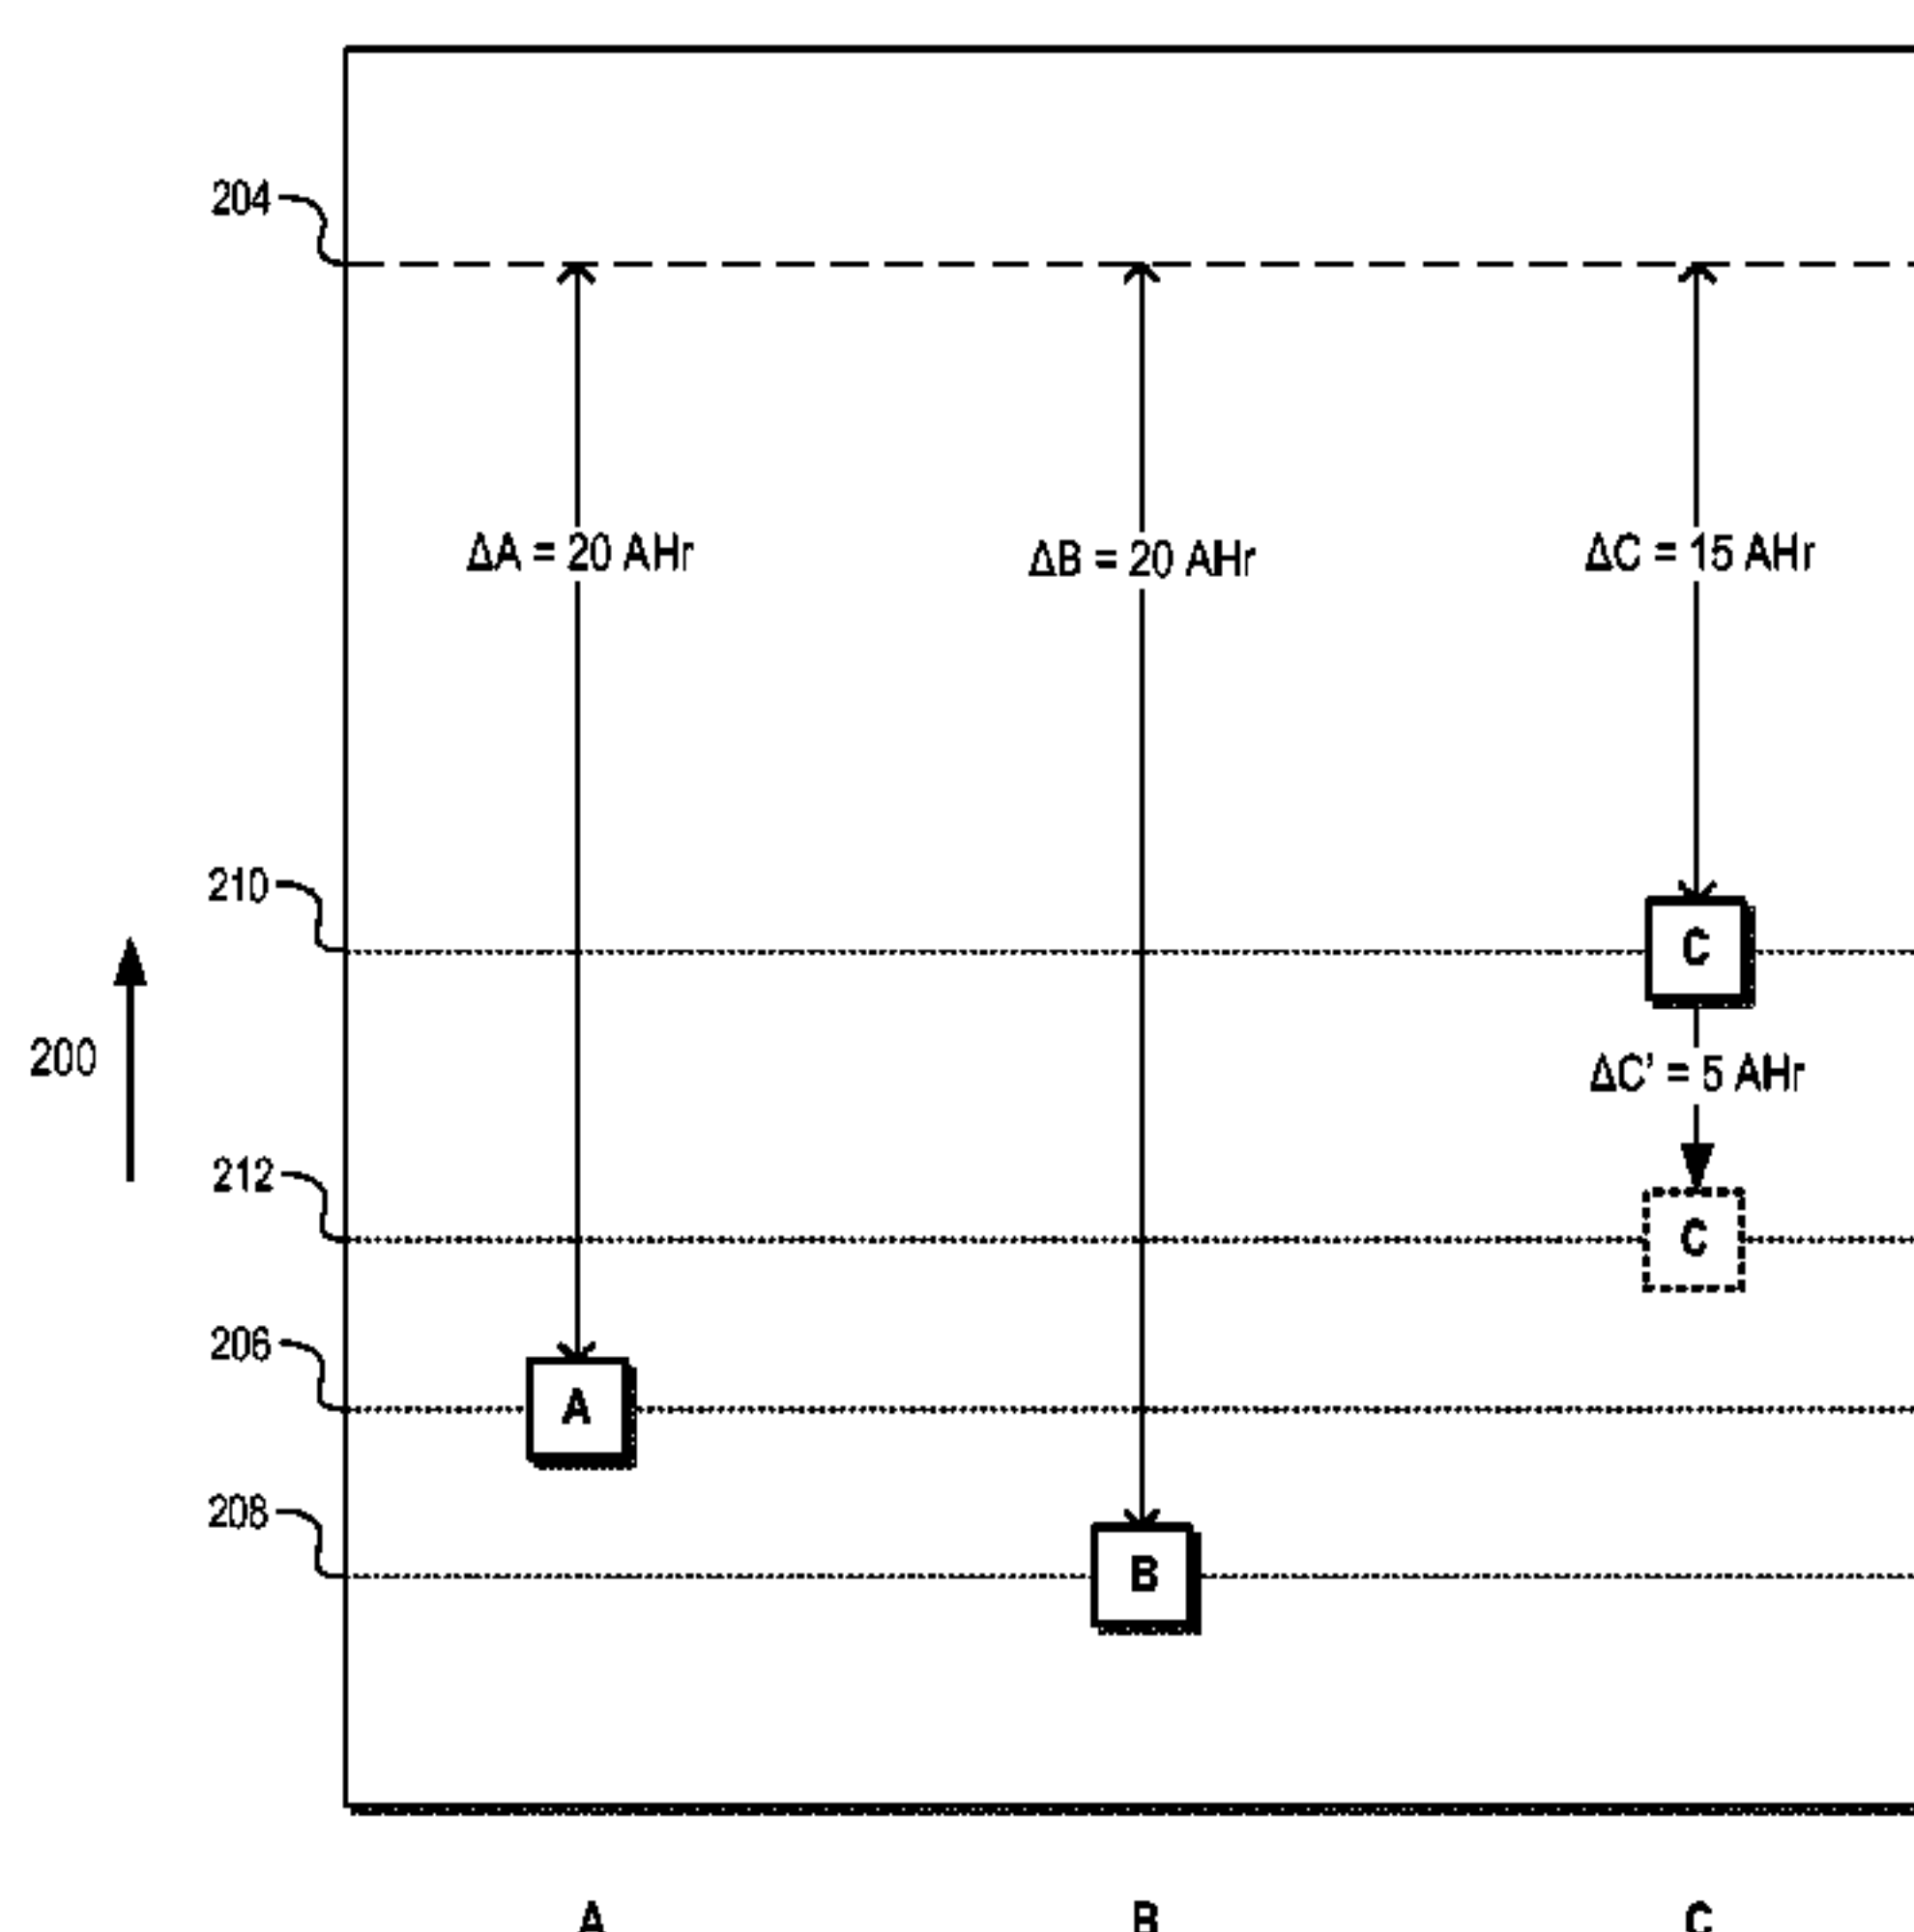 204
ΔA = 20 AHr
ΔB = 20 AHr
ΔC = 15 AHr
210
C
200
ΔC' = 5 AHr
212
C
206
A
208
B
A B C